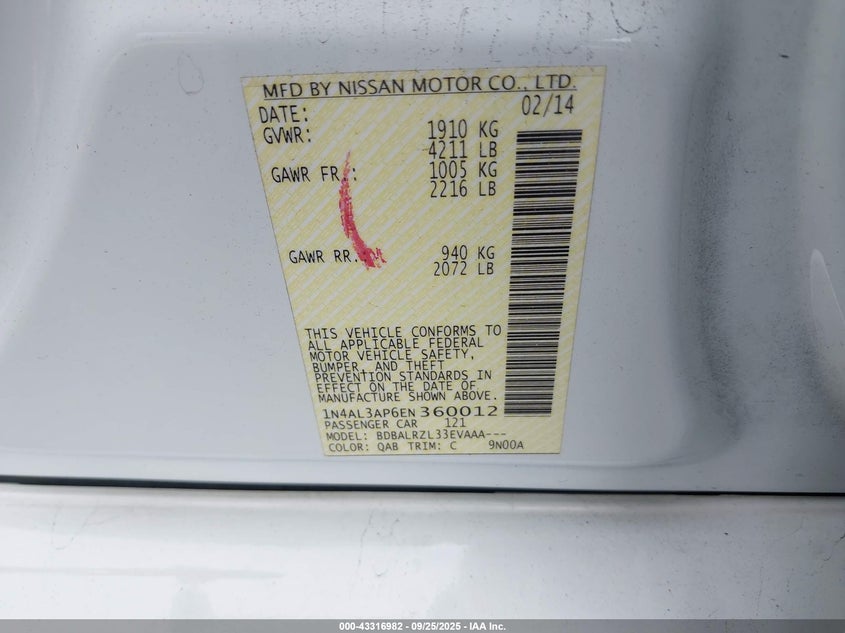 MFD BY NISSAN MOTOR CO., LTD.
DATE: 02/14
GVWR: 1910 KG
4211 LB
GAWR FR.: 1005 KG
2216 LB
GAWR RR.: 940 KG
2072 LB
THIS VEHICLE CONFORMS TO
ALL APPLICABLE FEDERAL
MOTOR VEHICLE SAFETY,
BUMPER, AND THEFT
PREVENTION STANDARDS IN
EFFECT ON THE DATE OF
MANUFACTURE SHOWN ABOVE.
1N4AL3AP6EN 360012
PASSENGER CAR 121
MODEL: BDBALRZL33EVAAA---
COLOR: QAB TRIM: C 9N00A
000-43316982 - 09/25/2025 - IAA Inc.